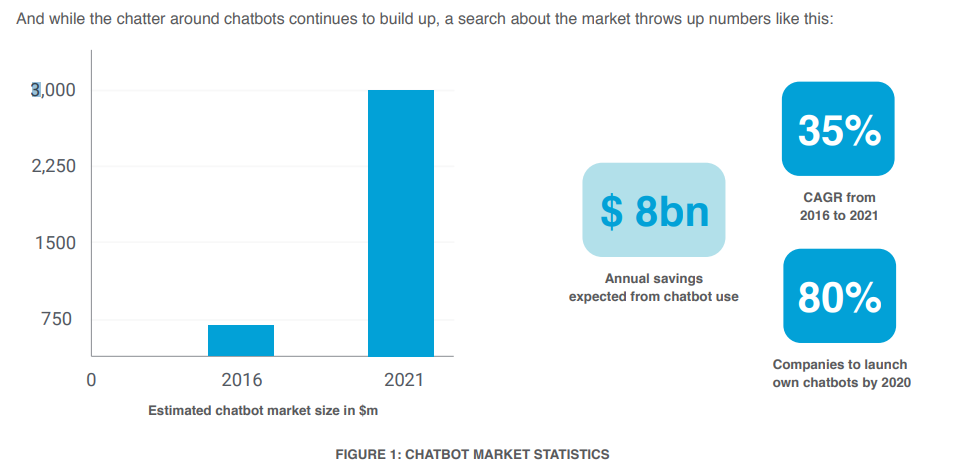 And while the chatter around chatbots continues to build up, a search about the market throws up numbers like this:
3,000
2,250
1500
750
0
2016
2021
Estimated chatbot market size in $m
$ 8bn
Annual savings
expected from chatbot use
35%
CAGR from
2016 to 2021
80%
Companies to launch
own chatbots by 2020
FIGURE 1: CHATBOT MARKET STATISTICS